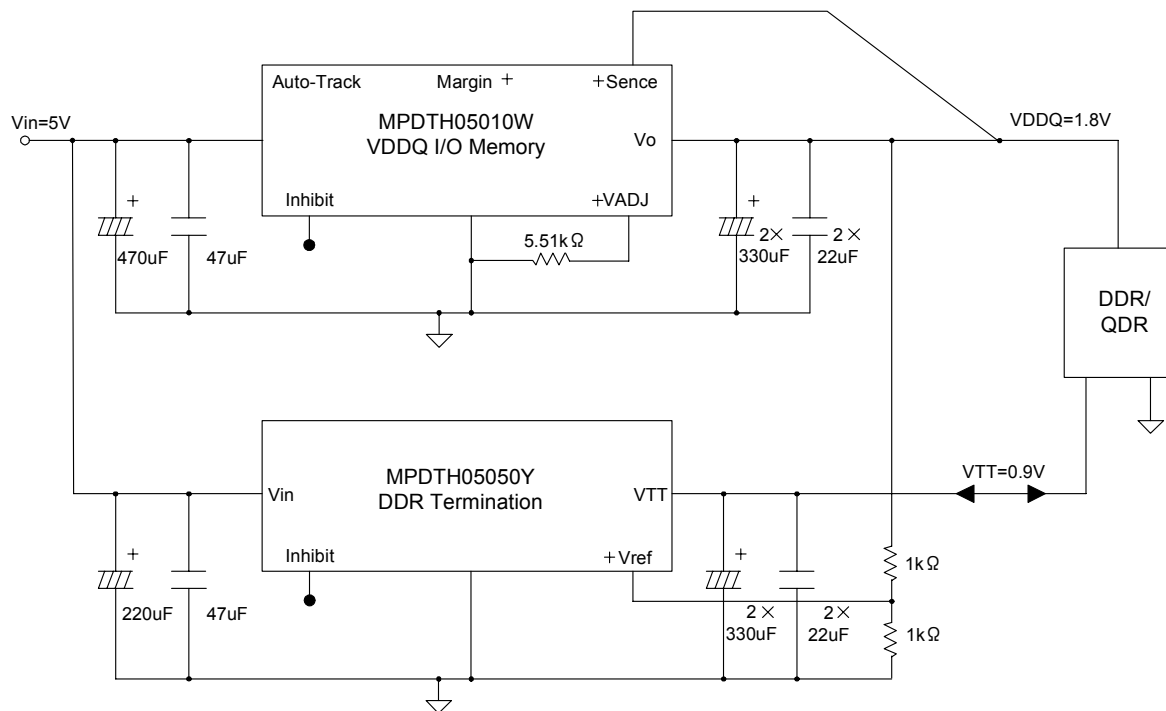 Auto-Track Margin + +Sence
Vin=5V
MPDTH05010W
VDDQ I/O Memory
Vo
VDDQ=1.8V
Inhibit
+VADJ
+
470uF
47uF
5.51kΩ
+
2×
330uF
2×
22uF
DDR/
QDR
MPDTH05050Y
DDR Termination
Vin
VTT
VTT=0.9V
Inhibit
+Vref
+
220uF
47uF
+
2×
330uF
2×
22uF
1kΩ
1kΩ